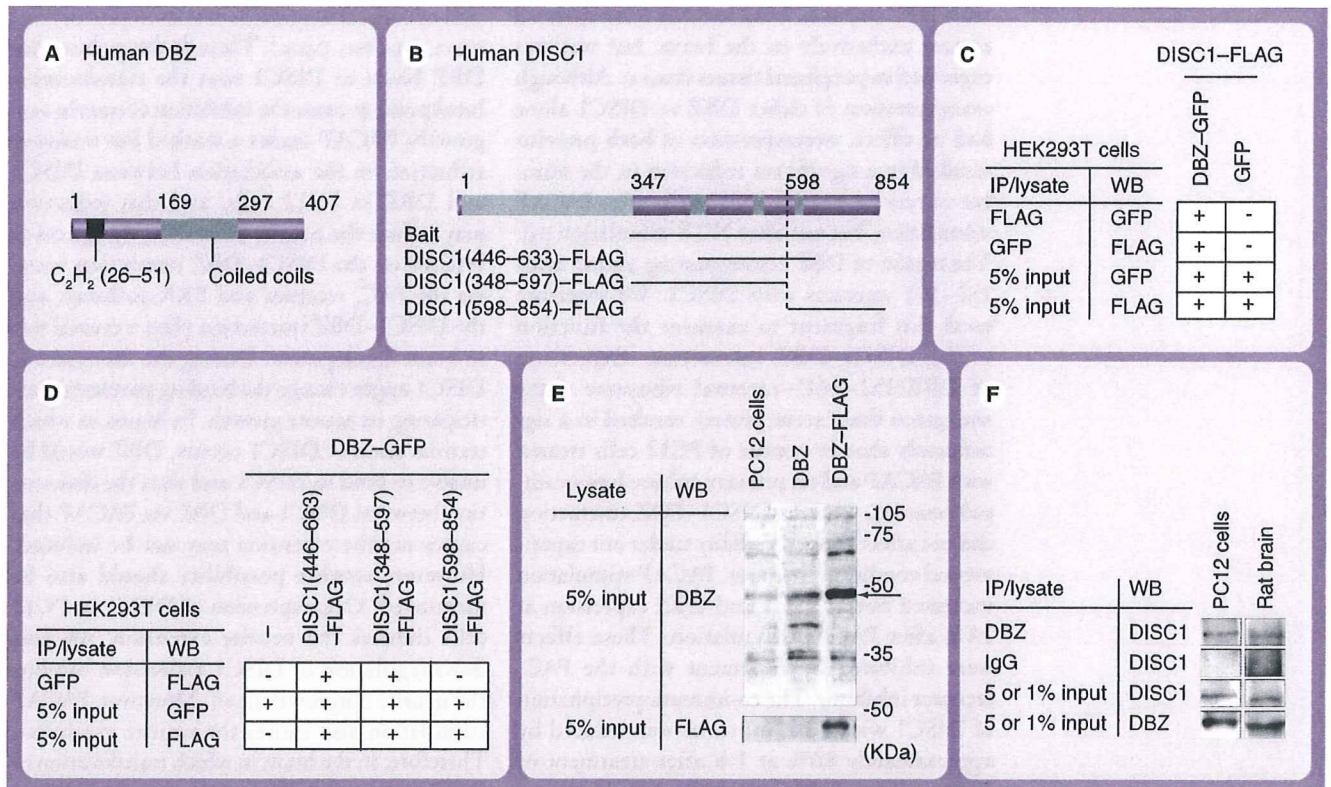 A Human DBZ
169 297 407
C2H2 (26–51) Coiled coils
B Human DISC1
1 347 598 854
Bait
DISC1(446–633)–FLAG
DISC1(348–597)–FLAG
DISC1(598–854)–FLAG
C
DISC1–FLAG
DBZ–GFP
GFP
HEK293T cells
IP/lysate WB
FLAG GFP + -
GFP FLAG + -
5% input GFP + +
5% input FLAG + +
D
DBZ–GFP
–
DISC1(446–663)–FLAG
DISC1(348–597)–FLAG
DISC1(598–854)–FLAG
HEK293T cells
IP/lysate WB
GFP FLAG +
5% input GFP + + + +
5% input FLAG + + +
E
PC12 cells
DBZ
DBZ–FLAG
Lysate WB
-105
-75
5% input DBZ -50
-35
5% input FLAG -50
(KDa)
F
PC12 cells
Rat brain
IP/lysate WB
DBZ DISC1
IgG DISC1
5 or 1% input DISC1
5 or 1% input DBZ